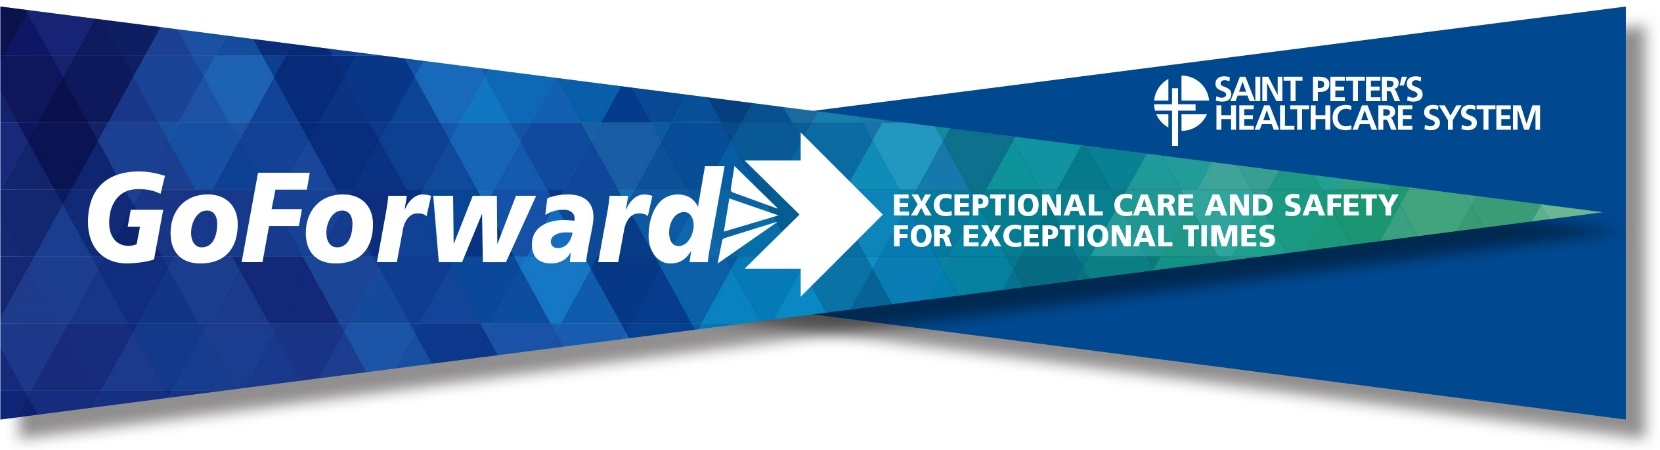 SAINT PETER'S
HEALTHCARE SYSTEM
GoForward
EXCEPTIONAL CARE AND SAFETY
FOR EXCEPTIONAL TIMES